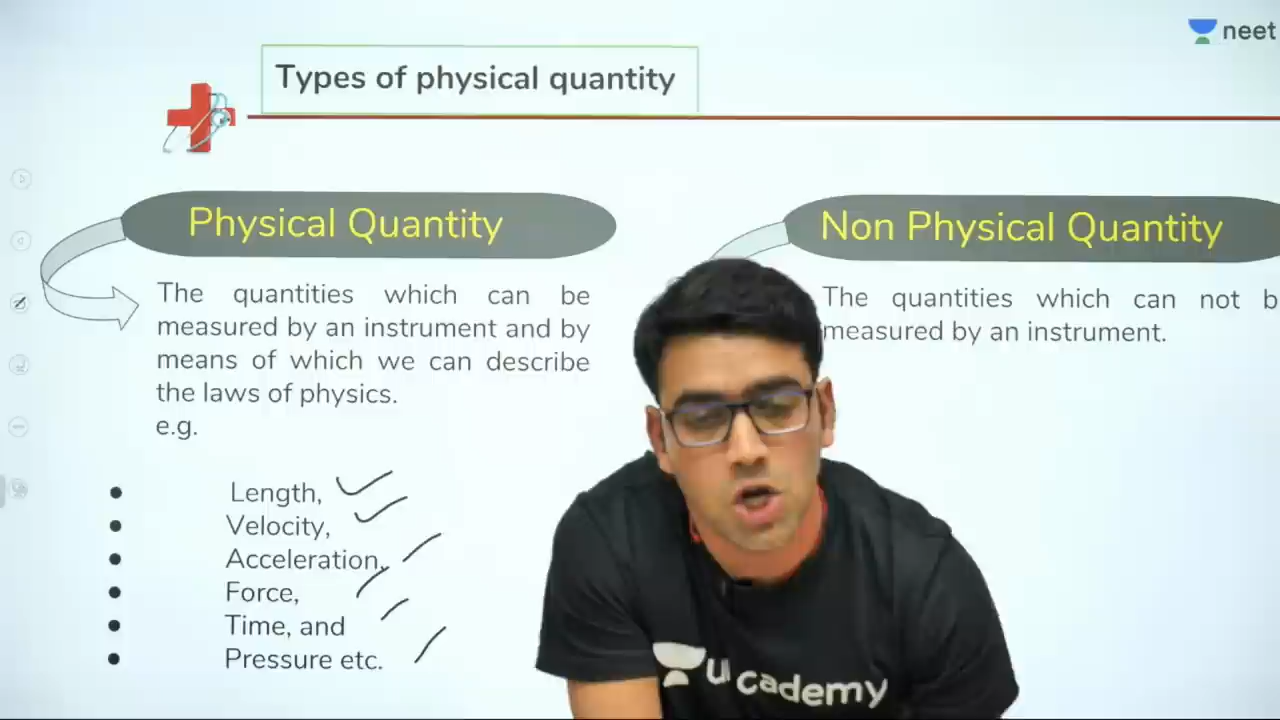 neet
Types of physical quantity
Physical Quantity
The quantities which can be
measured by an instrument and by
means of which we can describe
the laws of physics.
e.g.
Length,
Velocity,
Acceleration,
Force,
Time, and
Pressure etc.
Non Physical Quantity
The quantities which can not b
measured by an instrument.
u cademy